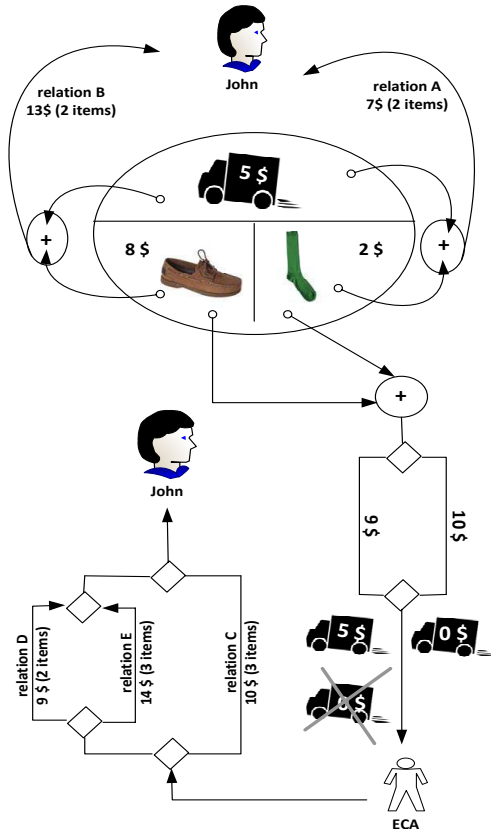 John
relation B
13$ (2 items)
relation A
7$ (2 items)
5 $
+
8 $
2 $
+
+
9 $
10 $
John
5 $
0 $
$
relation D
9 $ (2 items)
relation E
14 $ (3 items)
relation C
10 $ (3 items)
ECA